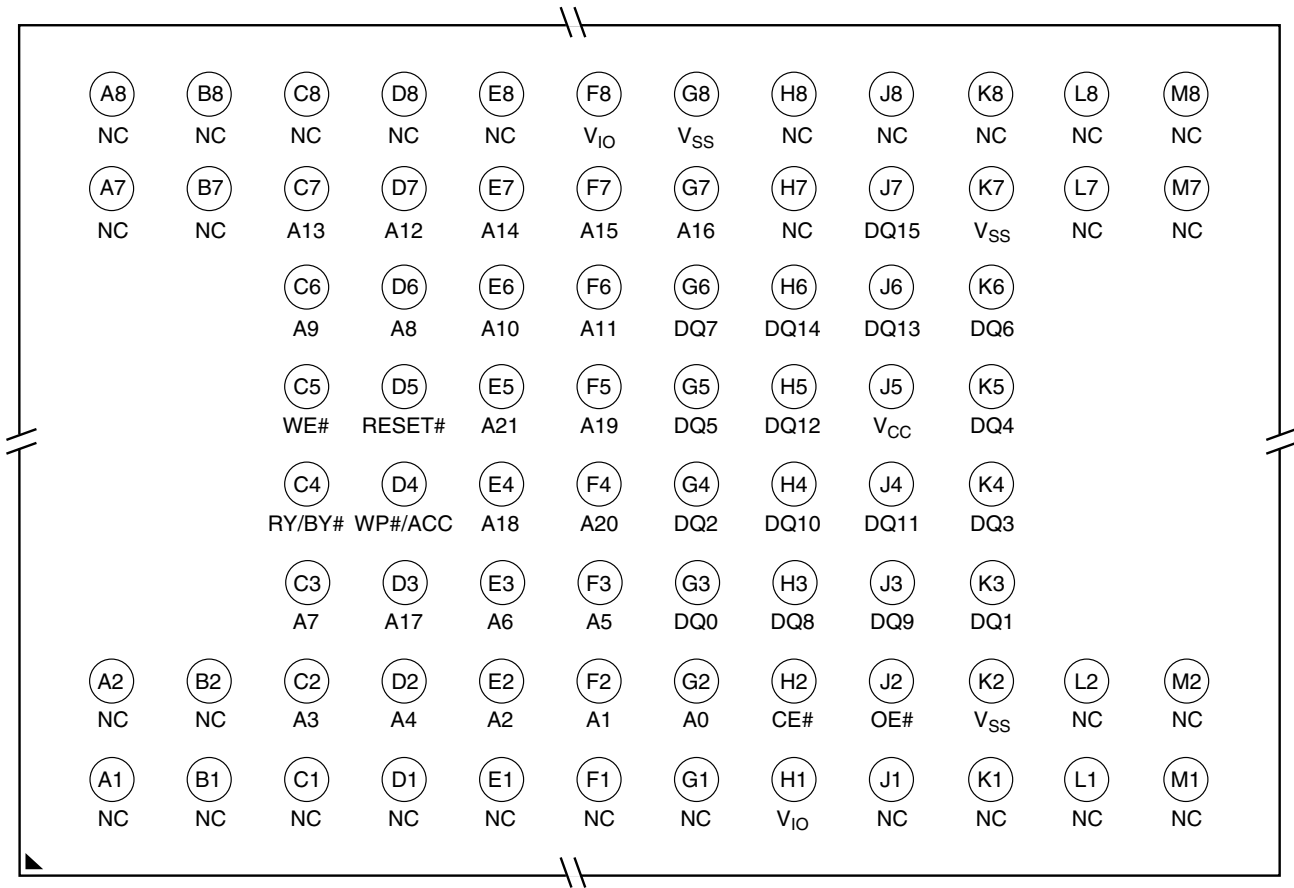 A8 B8 C8 D8 E8 F8 G8 H8 J8 K8 L8 M8
NC NC NC NC NC VIO VSS NC NC NC NC NC
A7 B7 C7 D7 E7 F7 G7 H7 J7 K7 L7 M7
NC NC A13 A12 A14 A15 A16 NC DQ15 VSS NC NC
C6 D6 E6 F6 G6 H6 J6 K6
A9 A8 A10 A11 DQ7 DQ14 DQ13 DQ6
C5 D5 E5 F5 G5 H5 J5 K5
WE# RESET# A21 A19 DQ5 DQ12 VCC DQ4
C4 D4 E4 F4 G4 H4 J4 K4
RY/BY# WP#/ACC A18 A20 DQ2 DQ10 DQ11 DQ3
C3 D3 E3 F3 G3 H3 J3 K3
A7 A17 A6 A5 DQ0 DQ8 DQ9 DQ1
A2 B2 C2 D2 E2 F2 G2 H2 J2 K2 L2 M2
NC NC A3 A4 A2 A1 A0 CE# OE# VSS NC NC
A1 B1 C1 D1 E1 F1 G1 H1 J1 K1 L1 M1
NC NC NC NC NC NC NC VIO NC NC NC NC